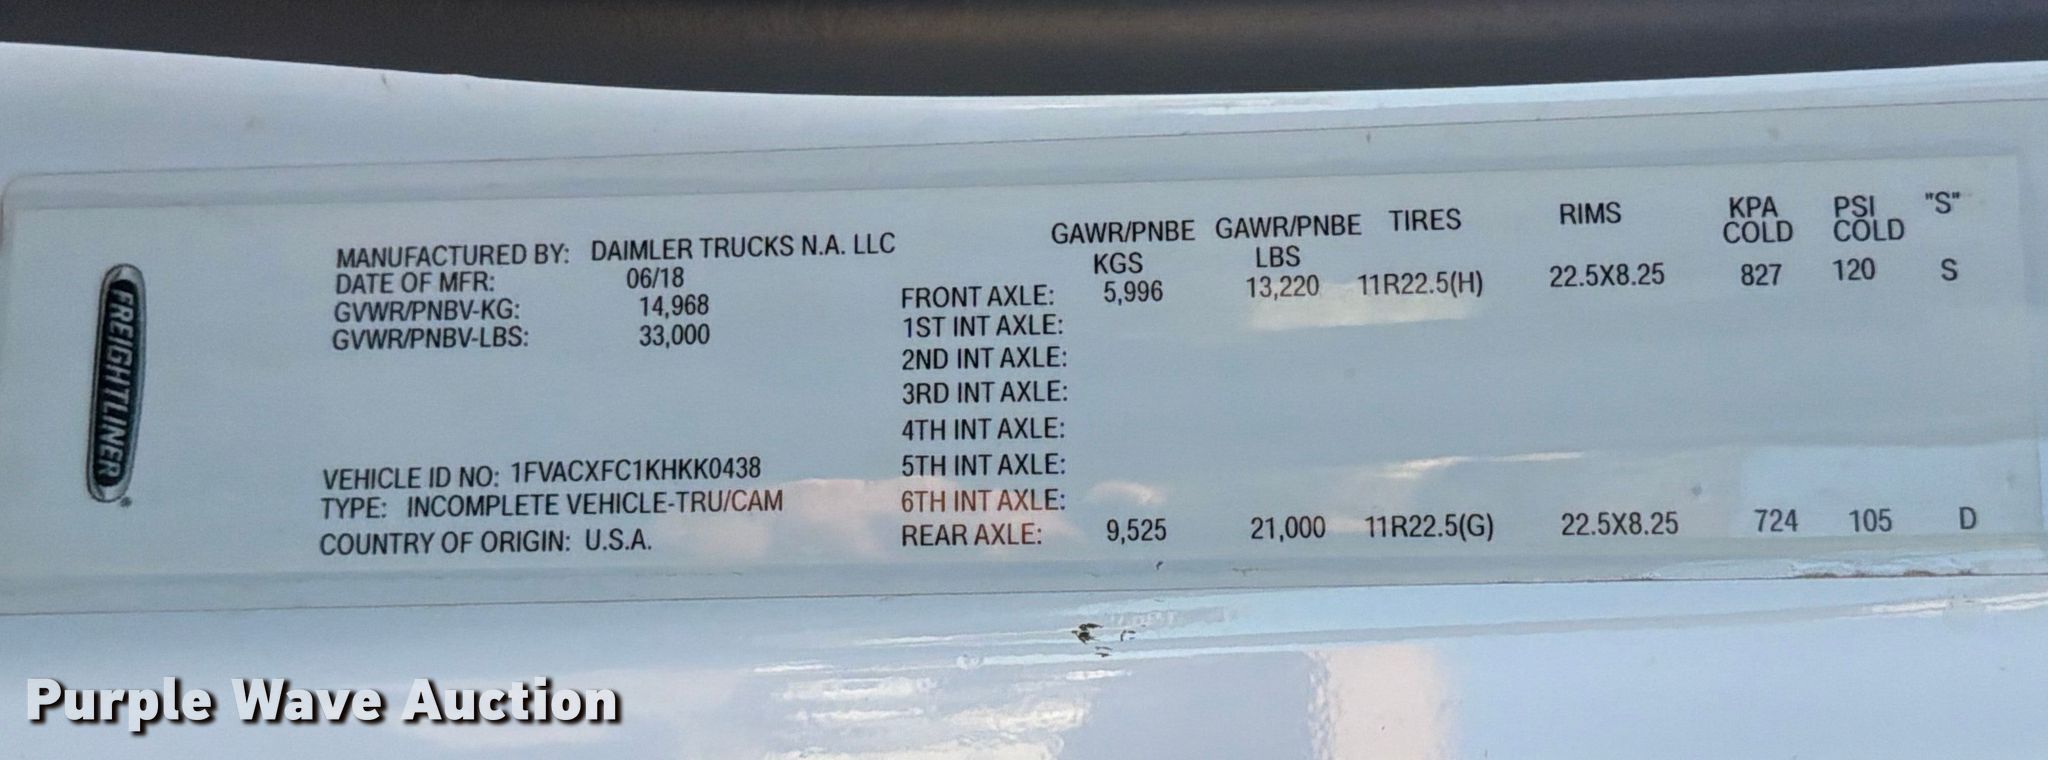 FREIGHTLINER
MANUFACTURED BY: DAIMLER TRUCKS N.A. LLC
DATE OF MFR: 06/18
GVWR/PNBV-KG: 14,968
GVWR/PNBV-LBS: 33,000
VEHICLE ID NO: 1FVACXFC1KHKK0438
TYPE: INCOMPLETE VEHICLE-TRU/CAM
COUNTRY OF ORIGIN: U.S.A.
GAWR/PNBE GAWR/PNBE TIRES RIMS KPA PSI "S"
KGS LBS COLD COLD
FRONT AXLE: 5,996 13,220 11R22.5(H) 22.5X8.25 827 120 S
1ST INT AXLE:
2ND INT AXLE:
3RD INT AXLE:
4TH INT AXLE:
5TH INT AXLE:
6TH INT AXLE:
REAR AXLE: 9,525 21,000 11R22.5(G) 22.5X8.25 724 105 D
Purple Wave Auction